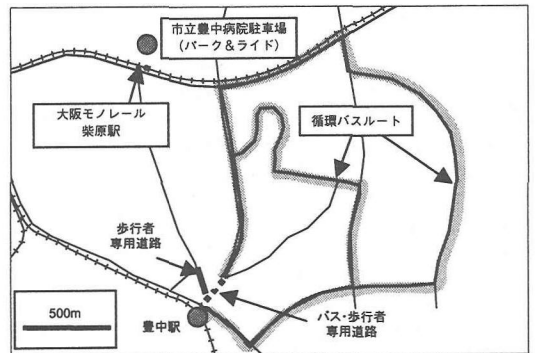 市立豊中病院駐車場
(パーク＆ライド)
大阪モノレール
柴原駅
循環バスルート
歩行者
専用道路
500m
豊中駅
バス・歩行者
専用道路